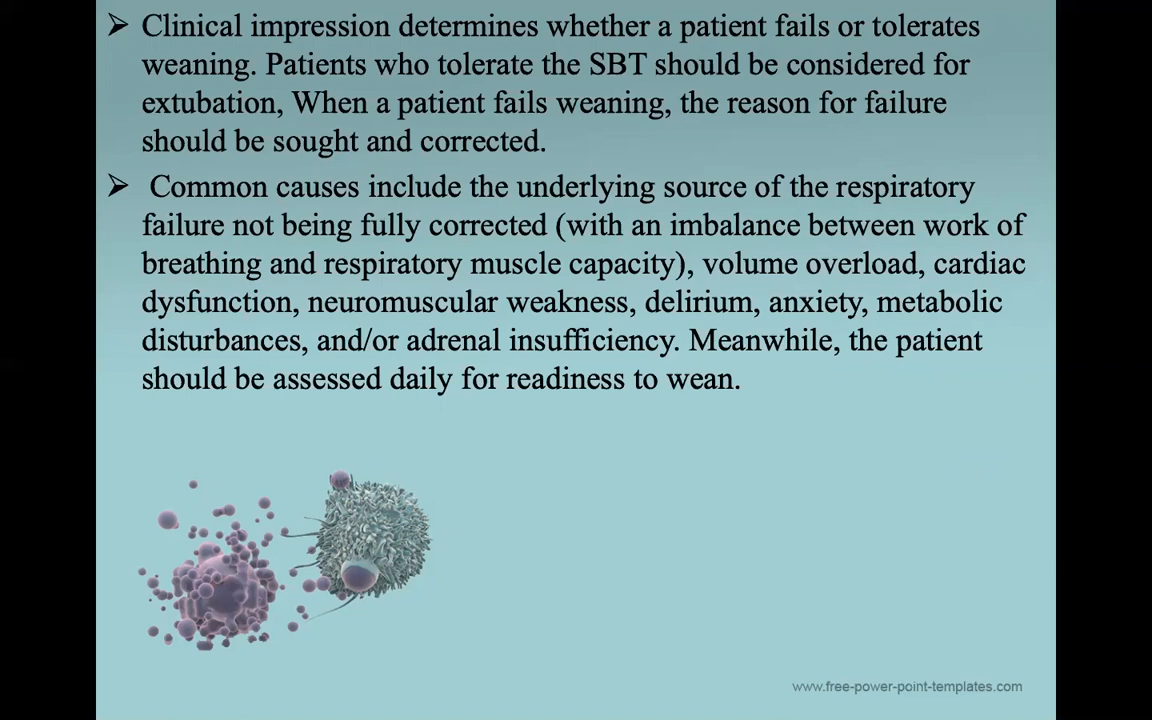 ➢ Clinical impression determines whether a patient fails or tolerates
weaning. Patients who tolerate the SBT should be considered for
extubation, When a patient fails weaning, the reason for failure
should be sought and corrected.
➢ Common causes include the underlying source of the respiratory
failure not being fully corrected (with an imbalance between work of
breathing and respiratory muscle capacity), volume overload, cardiac
dysfunction, neuromuscular weakness, delirium, anxiety, metabolic
disturbances, and/or adrenal insufficiency. Meanwhile, the patient
should be assessed daily for readiness to wean.
www.free-power-point-templates.com